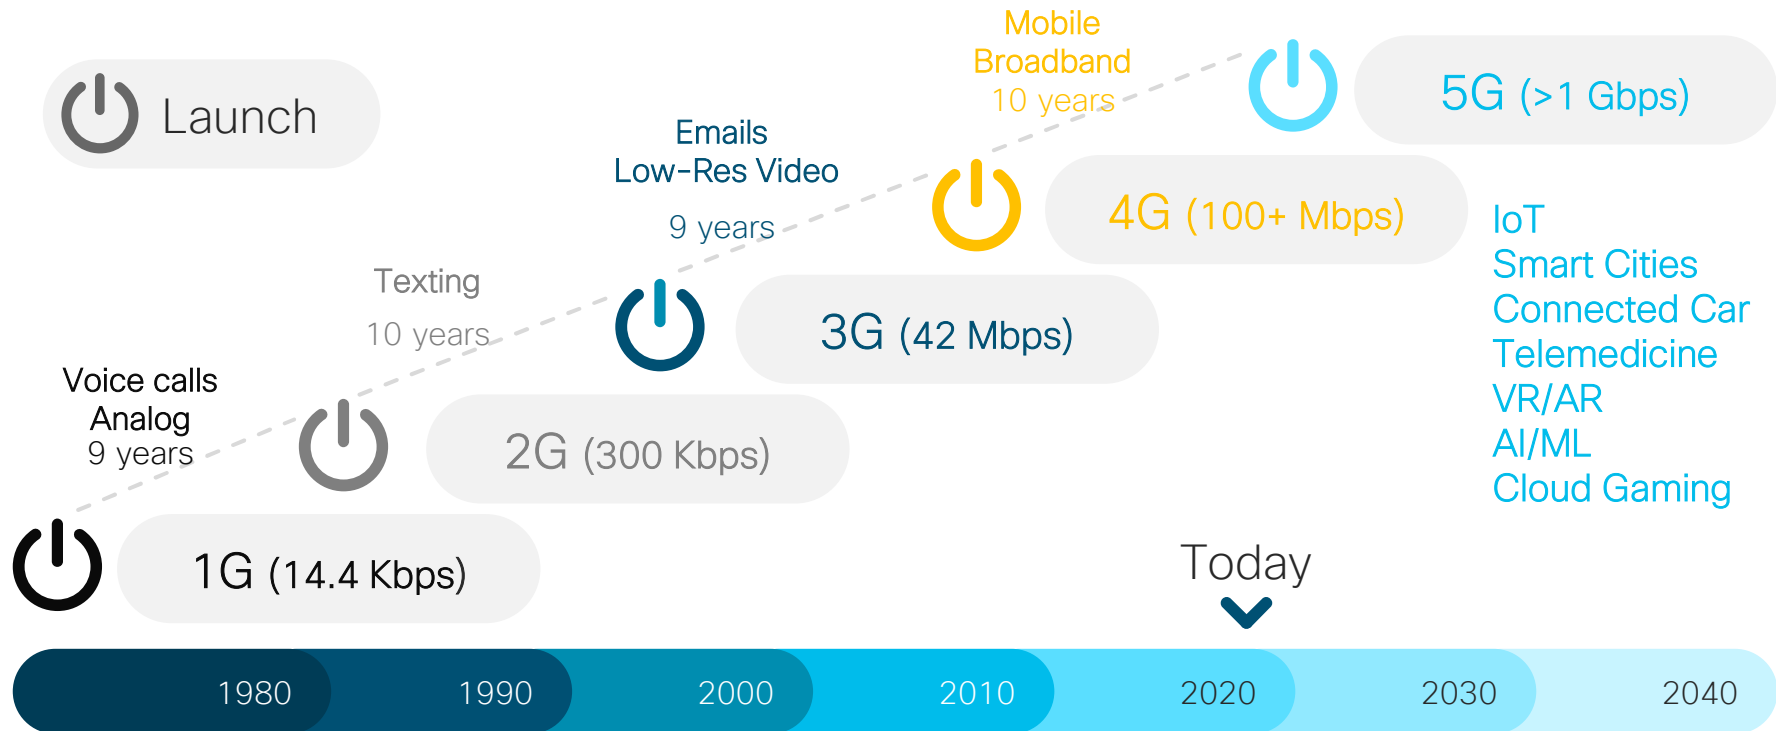 Launch
Mobile
Broadband
10 years
5G (>1 Gbps)
Emails
Low-Res Video
9 years
4G (100+ Mbps)
Texting
10 years
3G (42 Mbps)
Voice calls
Analog
9 years
2G (300 Kbps)
1G (14.4 Kbps)
IoT
Smart Cities
Connected Car
Telemedicine
VR/AR
AI/ML
Cloud Gaming
Today
1980 1990 2000 2010 2020 2030 2040